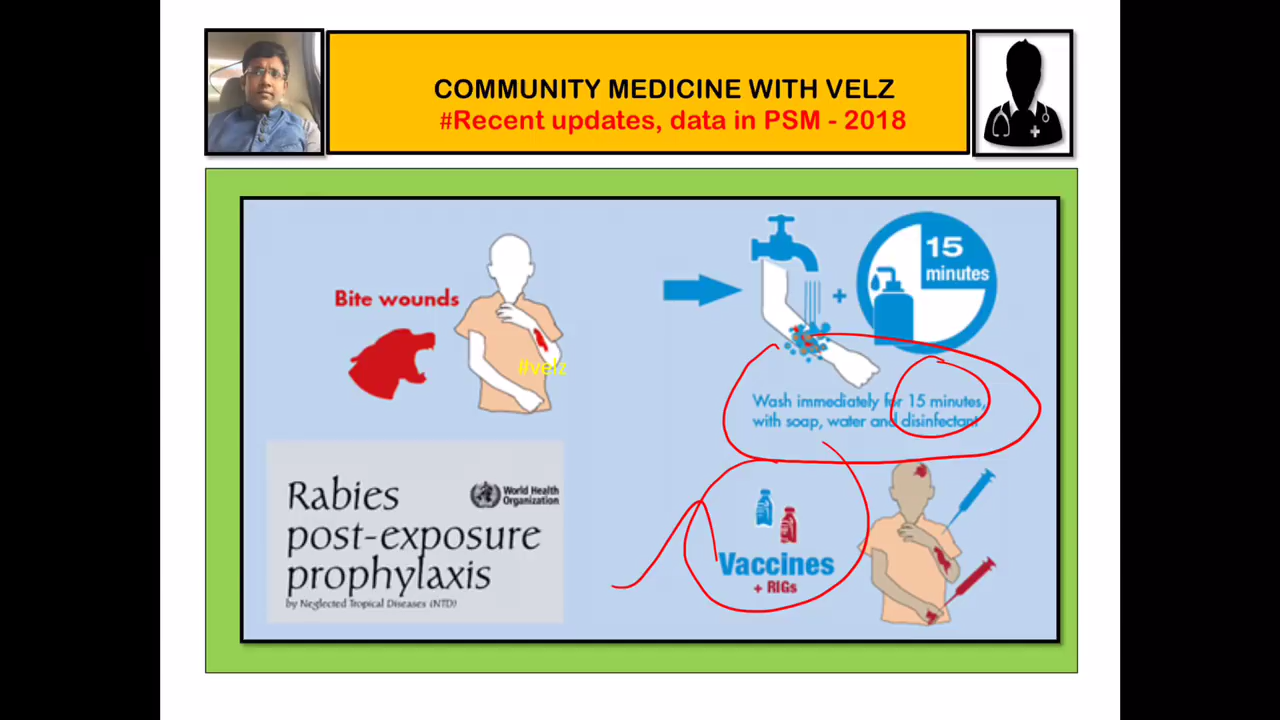 COMMUNITY MEDICINE WITH VELZ
#Recent updates, data in PSM - 2018
Bite wounds
#velz
15
minutes
Wash immediately for 15 minutes,
with soap, water and disinfectant
Rabies
post-exposure
prophylaxis
by Neglected Tropical Diseases (NTD)
World Health
Organization
Vaccines
+ RIGs